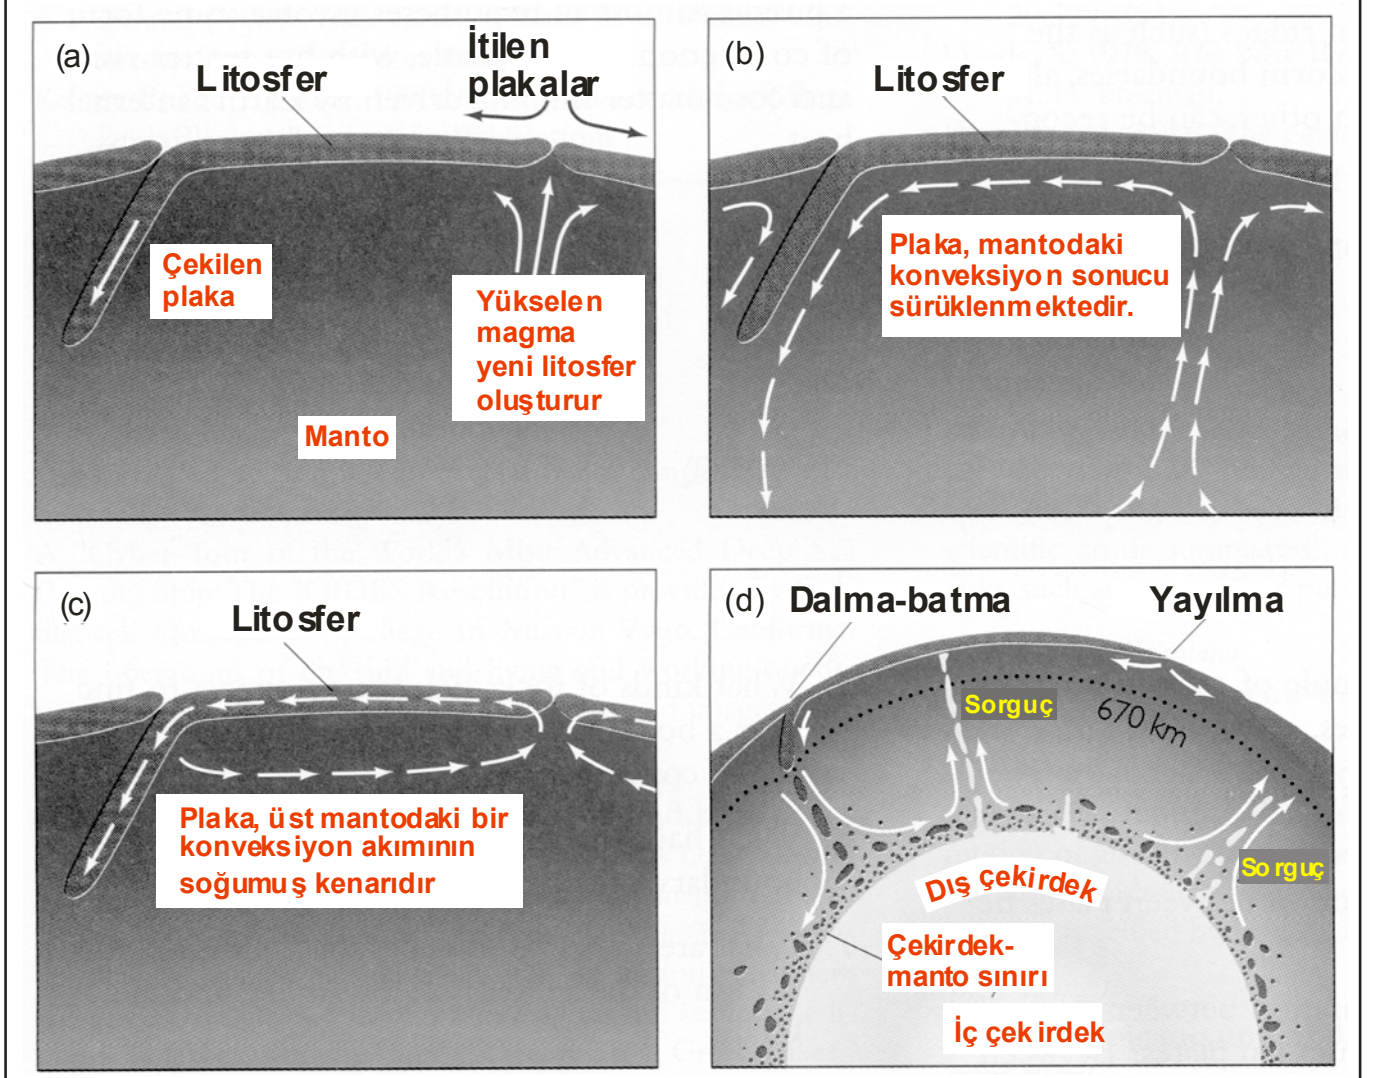 (a)
Litosfer
İtilen
plakalar
Çekilen
plaka
Yükselen
magma
yeni litosfer
oluşturur
Manto
(b)
Litosfer
Plaka, mantodaki
konveksiyon sonucu
sürüklenmektedir.
(c)
Litosfer
Plaka, üst mantodaki bir
konveksiyon akımının
soğumuş kenarıdır
(d)
Dalma-batma
Yayılma
Sorguç
670 km
Sorguç
Dış çekirdek
Çekirdek-
manto sınırı
İç çekirdek